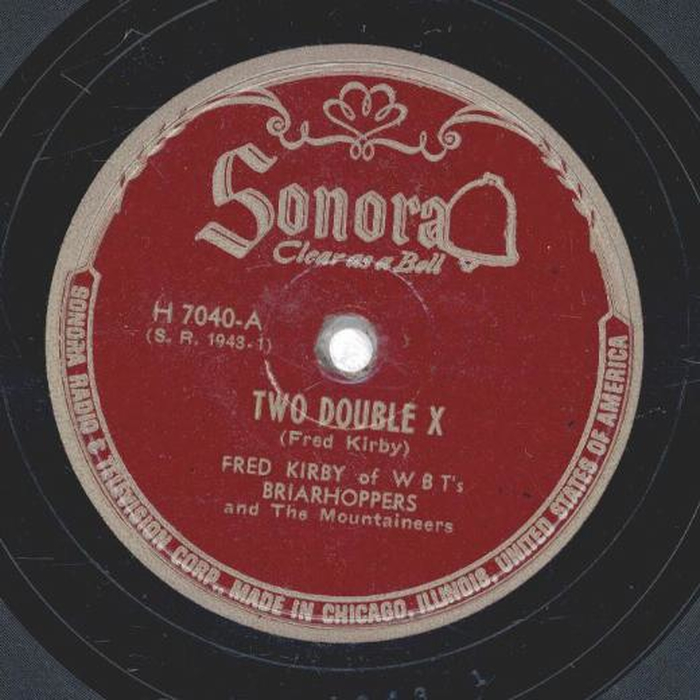 Sonora
Clear as a Bell
H 7040-A
(S. R. 1943-1)
TWO DOUBLE X
(Fred Kirby)
FRED KIRBY of W B T's
BRIARHOPPERS
and The Mountaineers
SONORA RADIO & TELEVISION CORP., MADE IN CHICAGO, ILLINOIS, UNITED STATES OF AMERICA